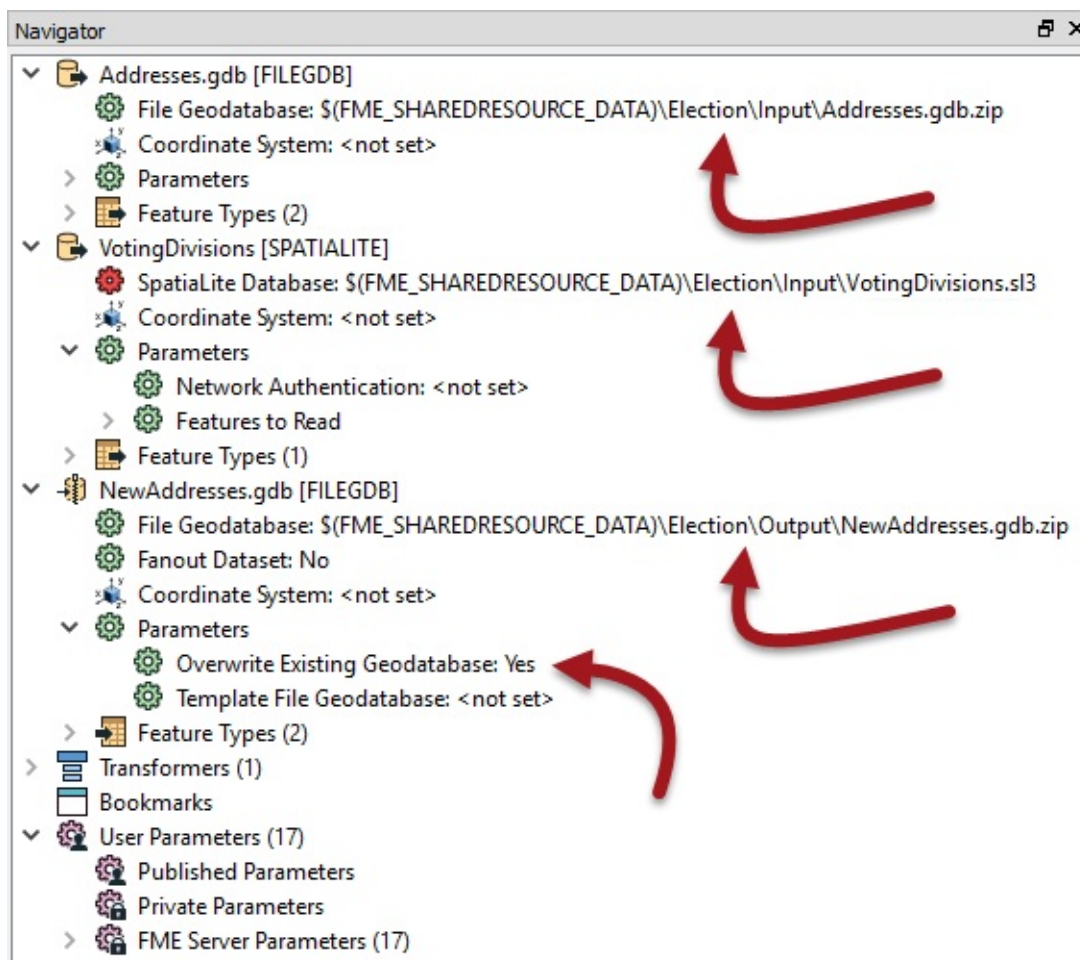 Navigator
Addresses.gdb [FILEGDB]
File Geodatabase: $(FME_SHAREDRESOURCE_DATA)\Election\Input\Addresses.gdb.zip
Coordinate System: <not set>
Parameters
Feature Types (2)
VotingDivisions [SPATIALITE]
SpatiaLite Database: $(FME_SHAREDRESOURCE_DATA)\Election\Input\VotingDivisions.sl3
Coordinate System: <not set>
Parameters
Network Authentication: <not set>
Features to Read
Feature Types (1)
NewAddresses.gdb [FILEGDB]
File Geodatabase: $(FME_SHAREDRESOURCE_DATA)\Election\Output\NewAddresses.gdb.zip
Fanout Dataset: No
Coordinate System: <not set>
Parameters
Overwrite Existing Geodatabase: Yes
Template File Geodatabase: <not set>
Feature Types (2)
Transformers (1)
Bookmarks
User Parameters (17)
Published Parameters
Private Parameters
FME Server Parameters (17)